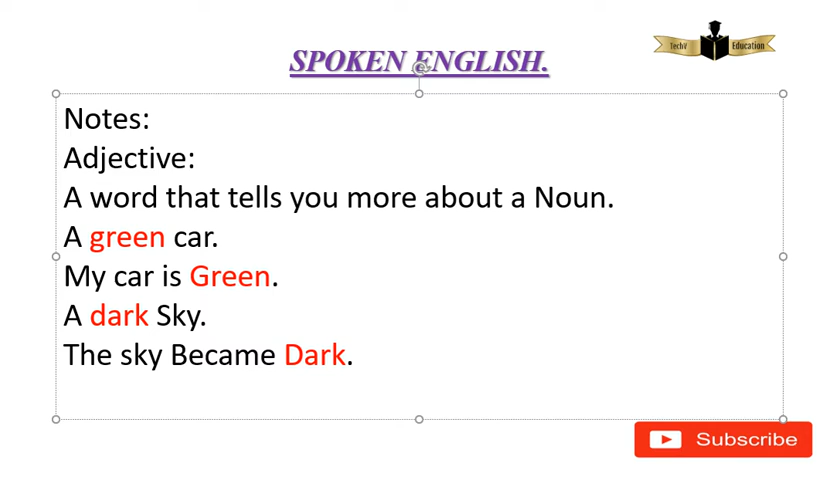 SPOKEN ENGLISH.
TechV Education
Notes:
Adjective:
A word that tells you more about a Noun.
A green car.
My car is Green.
A dark Sky.
The sky Became Dark.
Subscribe